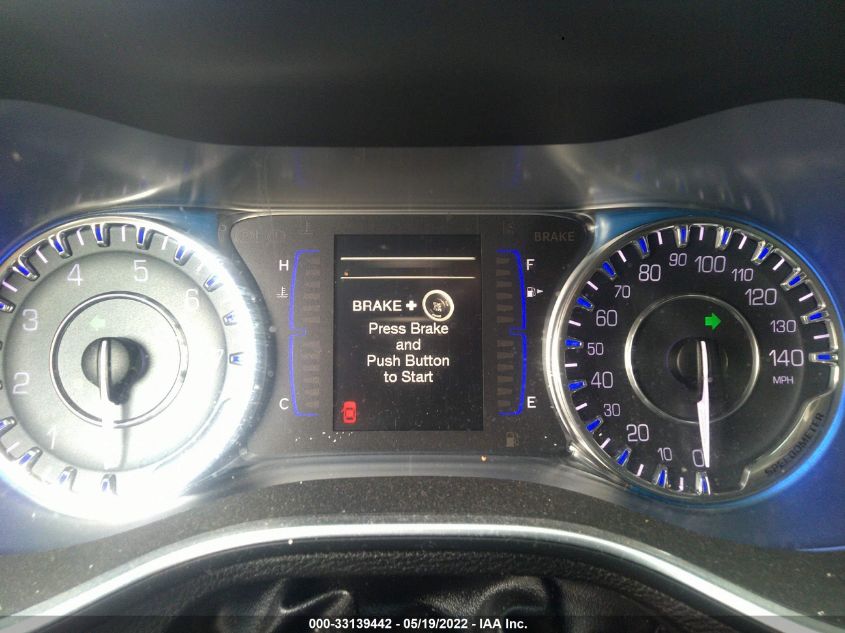 BRAKE
H
F
C
E
BRAKE +
Press Brake
and
Push Button
to Start
1
2
3
4
5
6
7
0
10
20
30
40
50
60
70
80
90
100
110
120
130
140
MPH
SPEEDOMETER
000-33139442 - 05/19/2022 - IAA Inc.